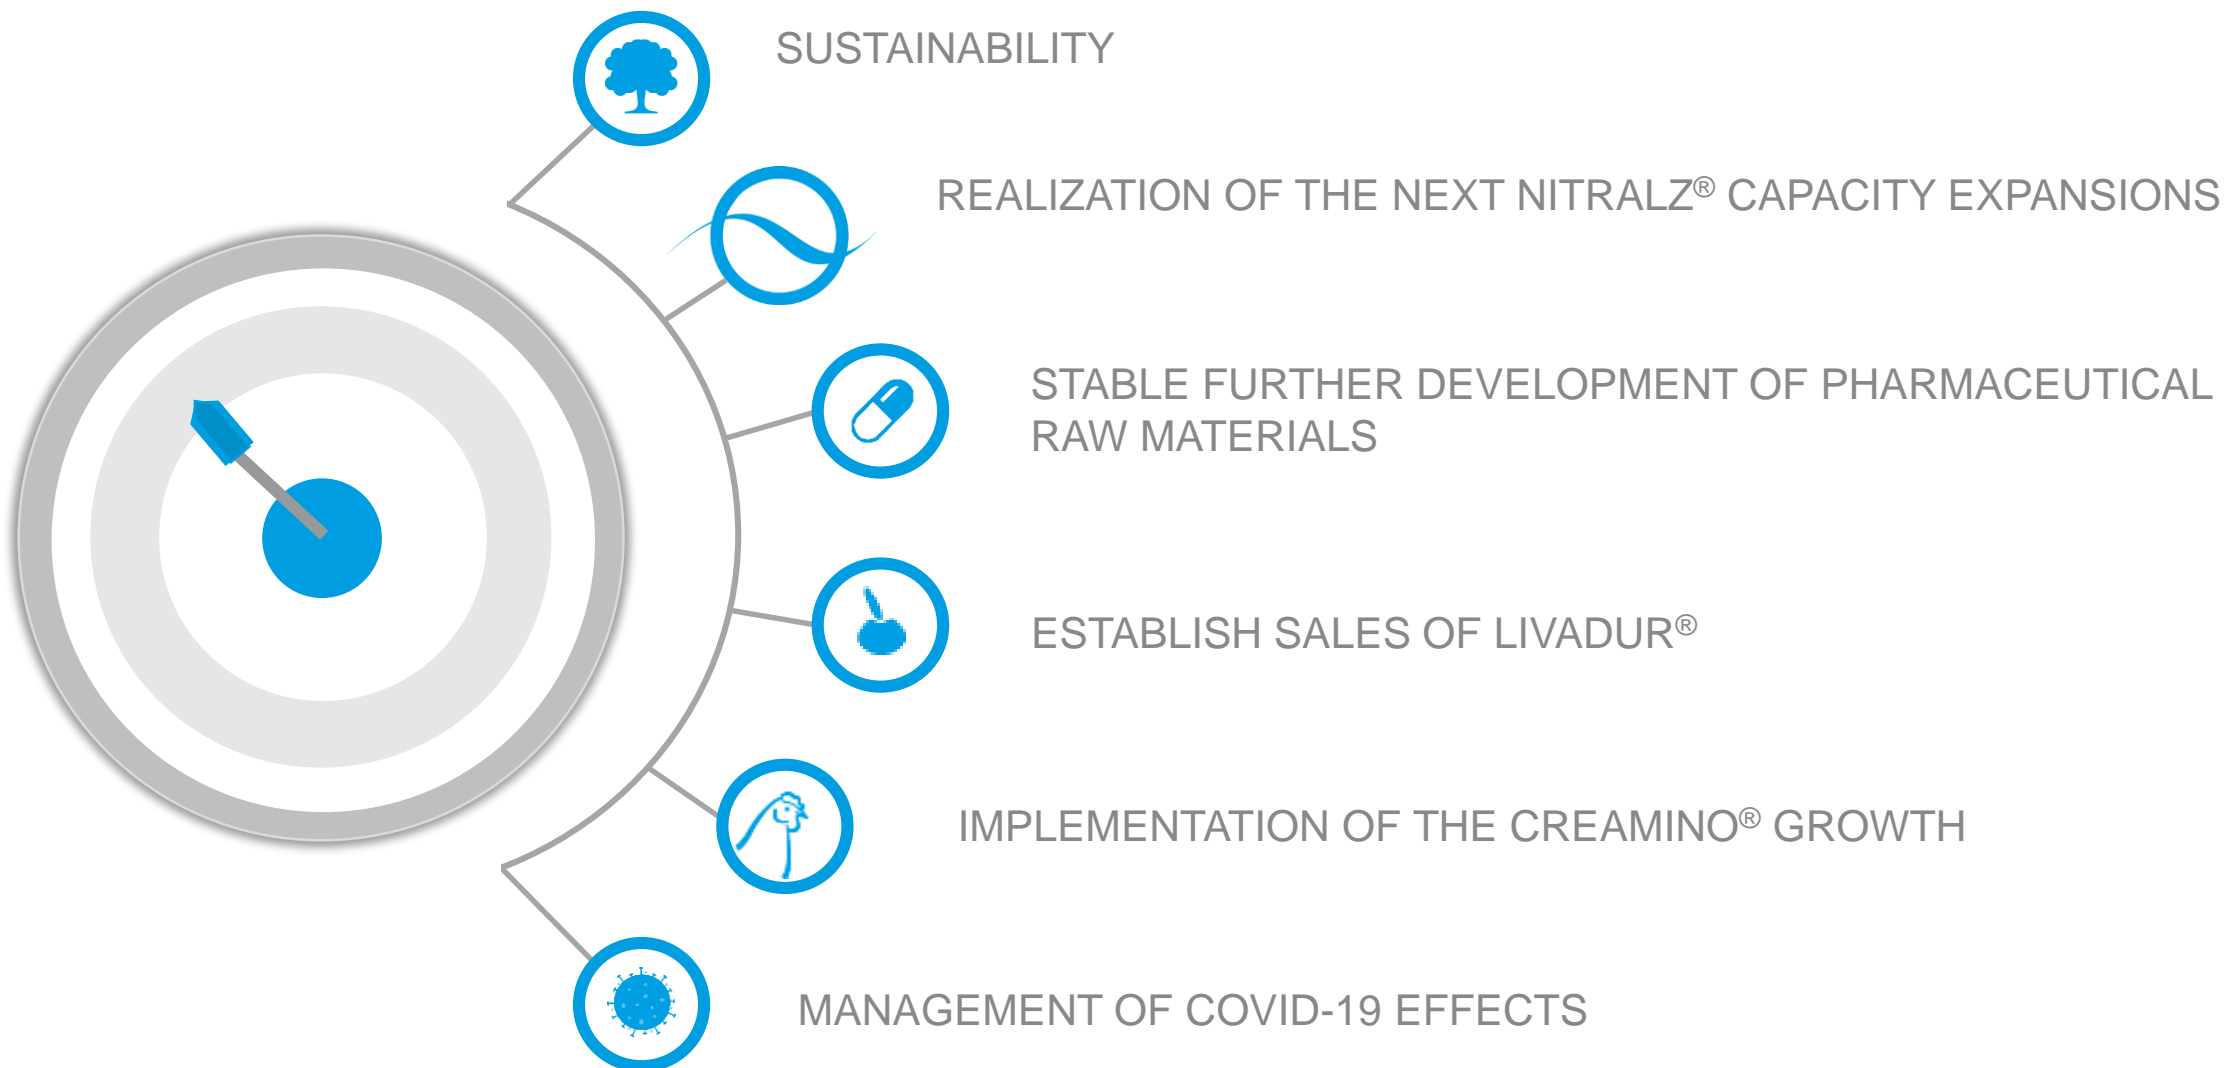 SUSTAINABILITY
REALIZATION OF THE NEXT NITRALZ® CAPACITY EXPANSIONS
STABLE FURTHER DEVELOPMENT OF PHARMACEUTICAL
RAW MATERIALS
ESTABLISH SALES OF LIVADUR®
IMPLEMENTATION OF THE CREAMINO® GROWTH
MANAGEMENT OF COVID-19 EFFECTS